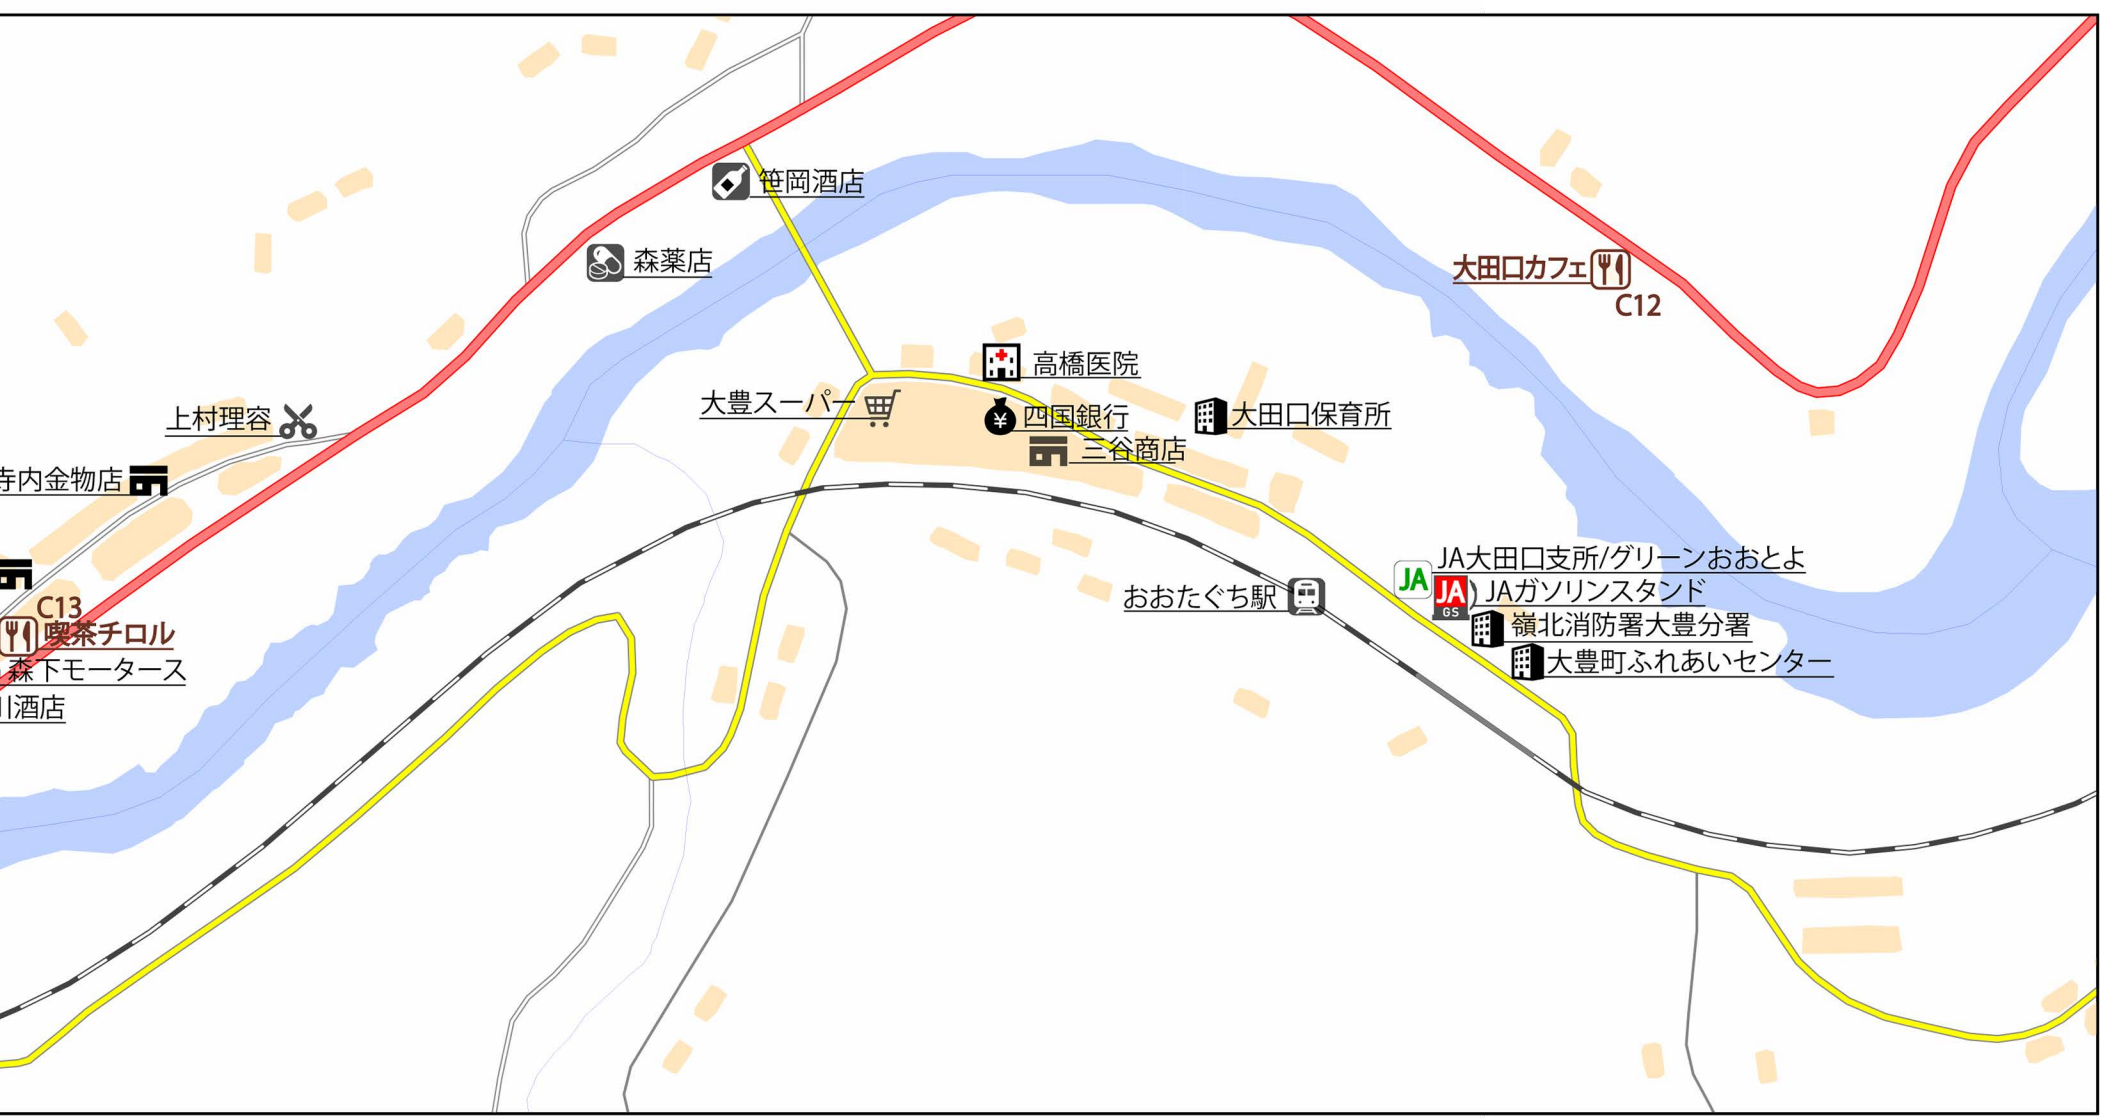 笹岡酒店
森薬店
大田口カフェ
C12
高橋医院
大豊スーパー
¥
四国銀行
大田口保育所
三谷商店
上村理容
寺内金物店
JA
JA大田口支所/グリーンおおとよ
JA
GS
JAガソリンスタンド
おおたぐち駅
嶺北消防署大豊分署
大豊町ふれあいセンター
C13
喫茶チロル
森下モータース
川酒店